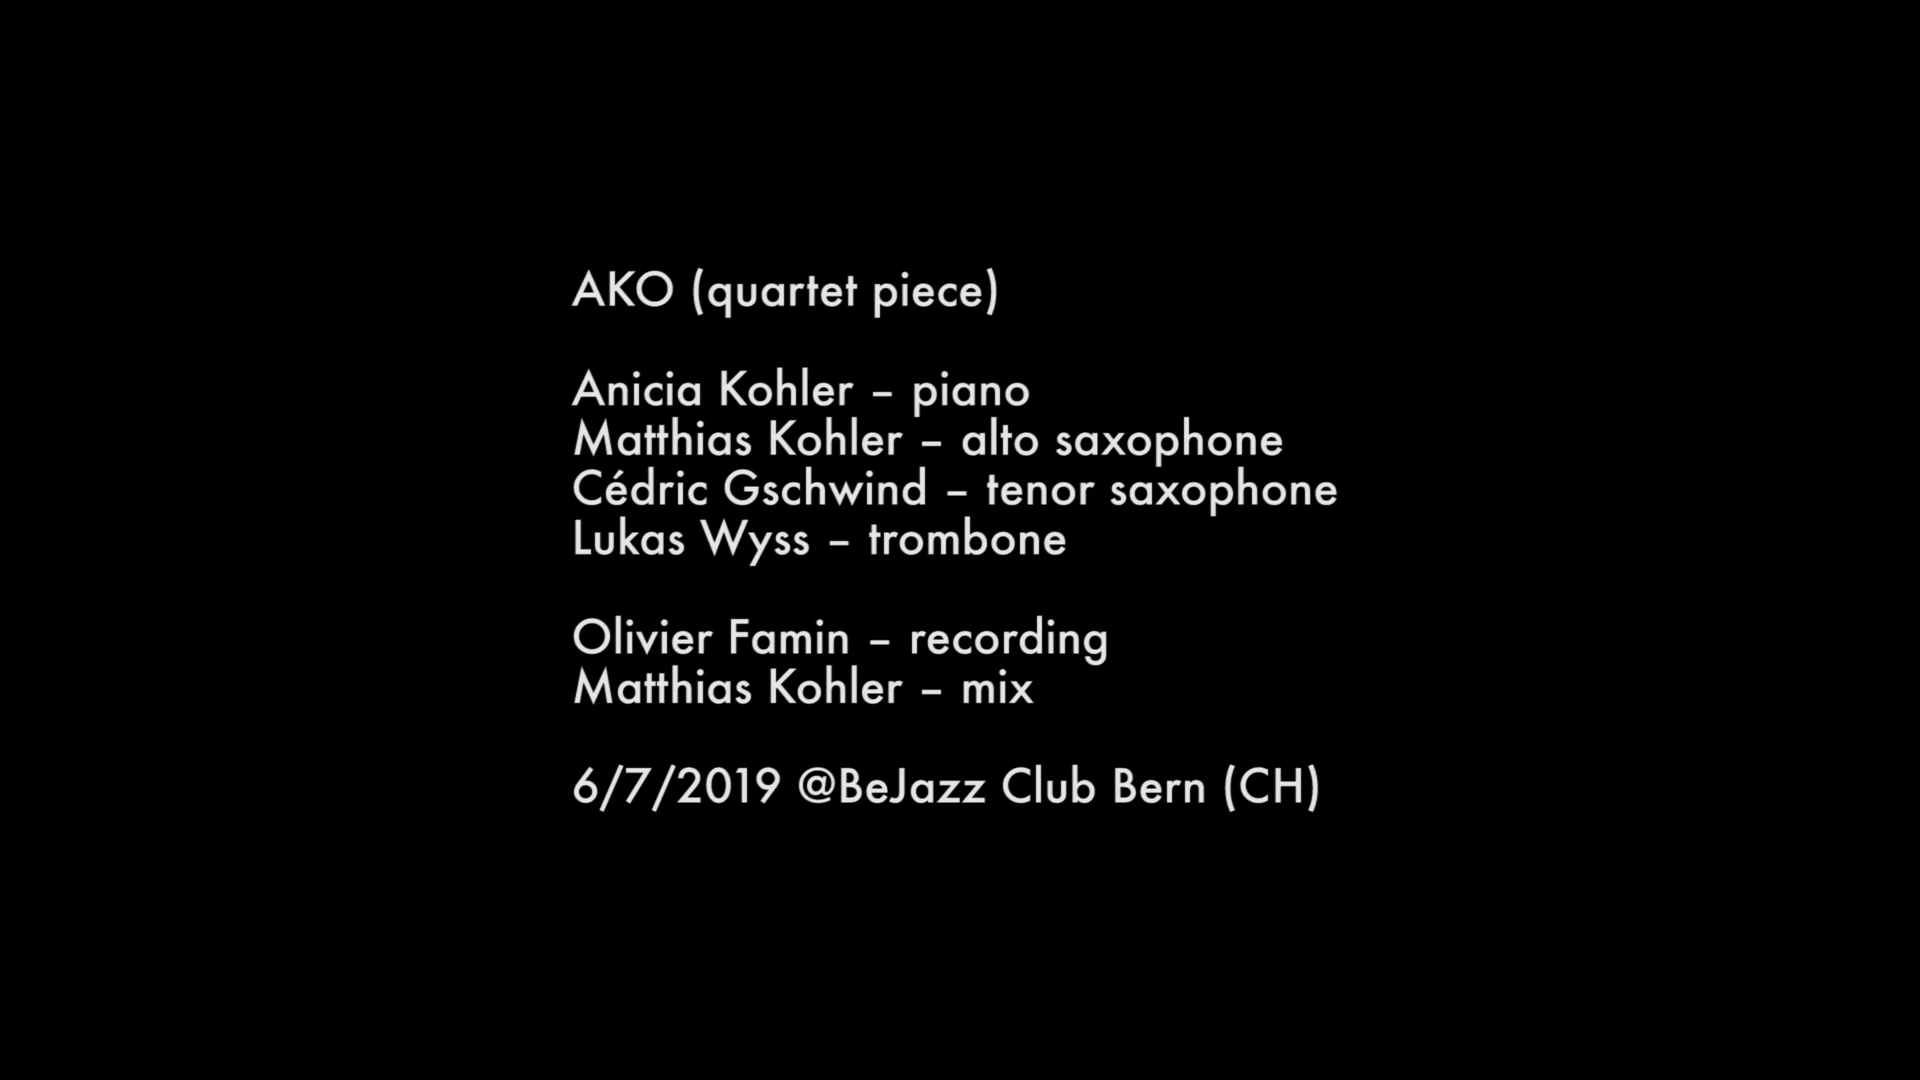 AKO (quartet piece)
Anicia Kohler – piano
Matthias Kohler – alto saxophone
Cédric Gschwind – tenor saxophone
Lukas Wyss – trombone
Olivier Famin – recording
Matthias Kohler – mix
6/7/2019 @BeJazz Club Bern (CH)